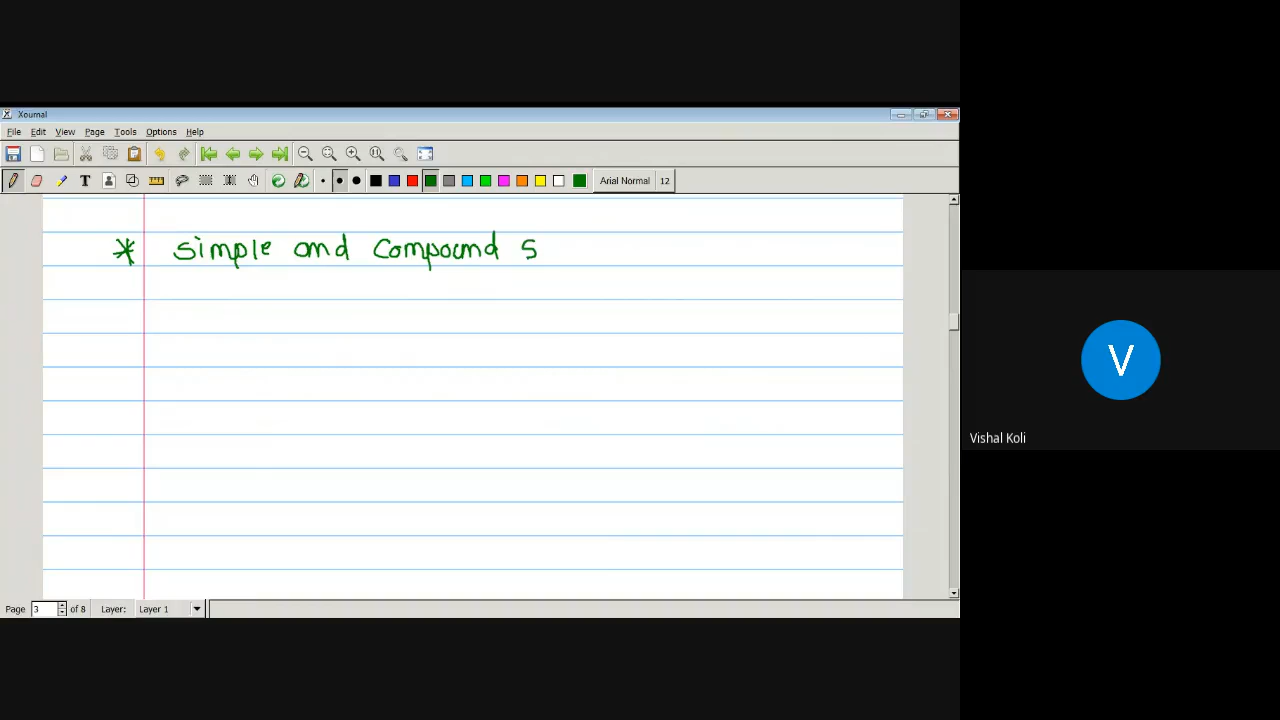 Xournal
File Edit View Page Tools Options Help
T Arial Normal 12
* Simple and Compound S
V
Vishal Koli
Page 3 of 8 Layer: Layer 1